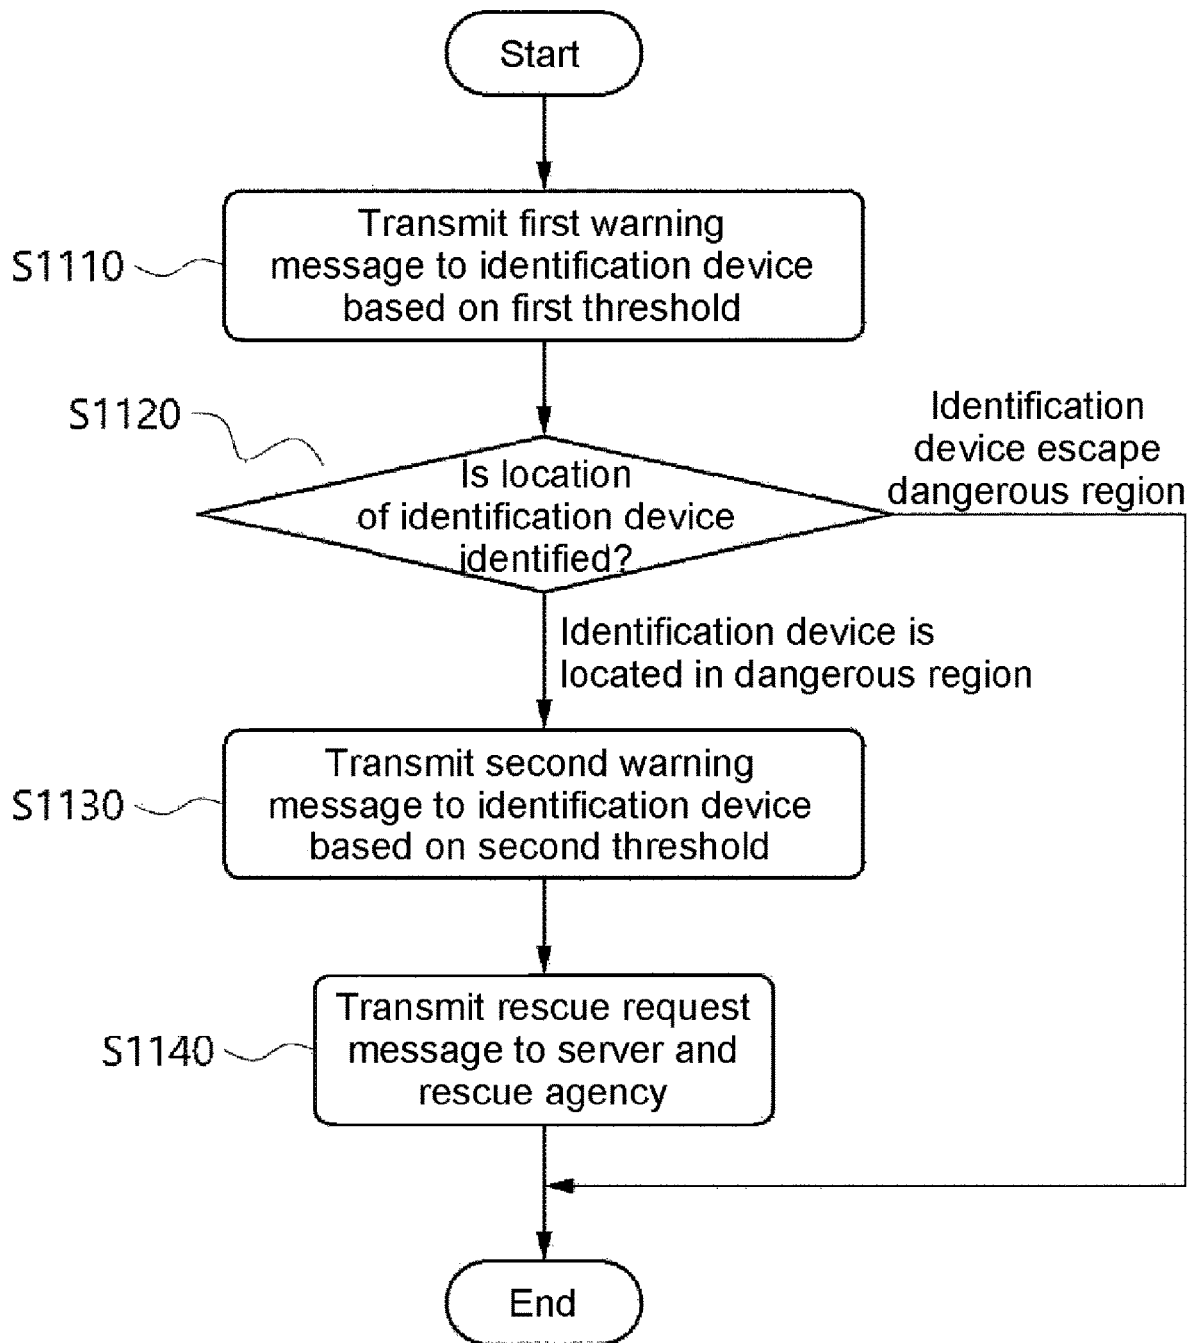 Start
S1110
Transmit first warning
message to identification device
based on first threshold
S1120
Is location
of identification device
identified?
Identification
device escape
dangerous region
Identification device is
located in dangerous region
S1130
Transmit second warning
message to identification device
based on second threshold
S1140
Transmit rescue request
message to server and
rescue agency
End